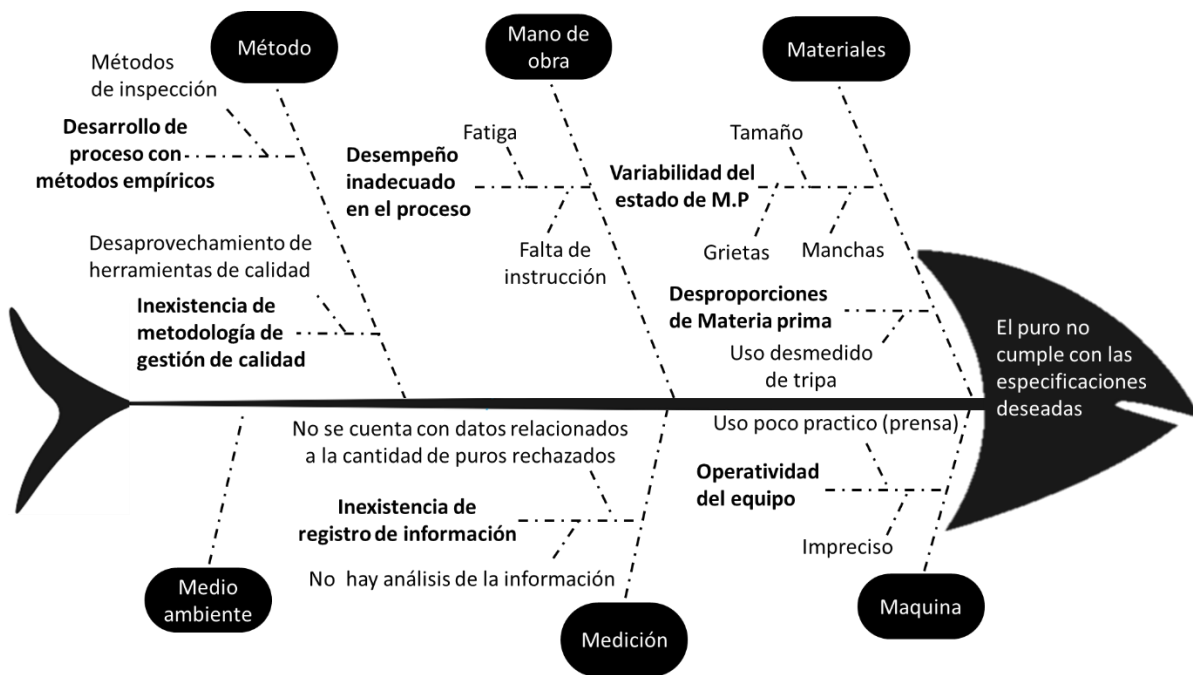 Método
Mano de
obra
Materiales
Métodos
de inspección
Desarrollo de
proceso con
métodos empíricos
Desaprovechamiento de
herramientas de calidad
Inexistencia de
metodología de
gestión de calidad
Fatiga
Desempeño
inadecuado
en el proceso
Falta de
instrucción
Tamaño
Variabilidad del
estado de M.P
Grietas
Manchas
Desproporciones
de Materia prima
Uso desmedido
de tripa
El puro no
cumple con las
especificaciones
deseadas
No se cuenta con datos relacionados
a la cantidad de puros rechazados
Inexistencia de
registro de información
No hay análisis de la información
Uso poco practico (prensa)
Operatividad
del equipo
Impreciso
Medio
ambiente
Medición
Maquina